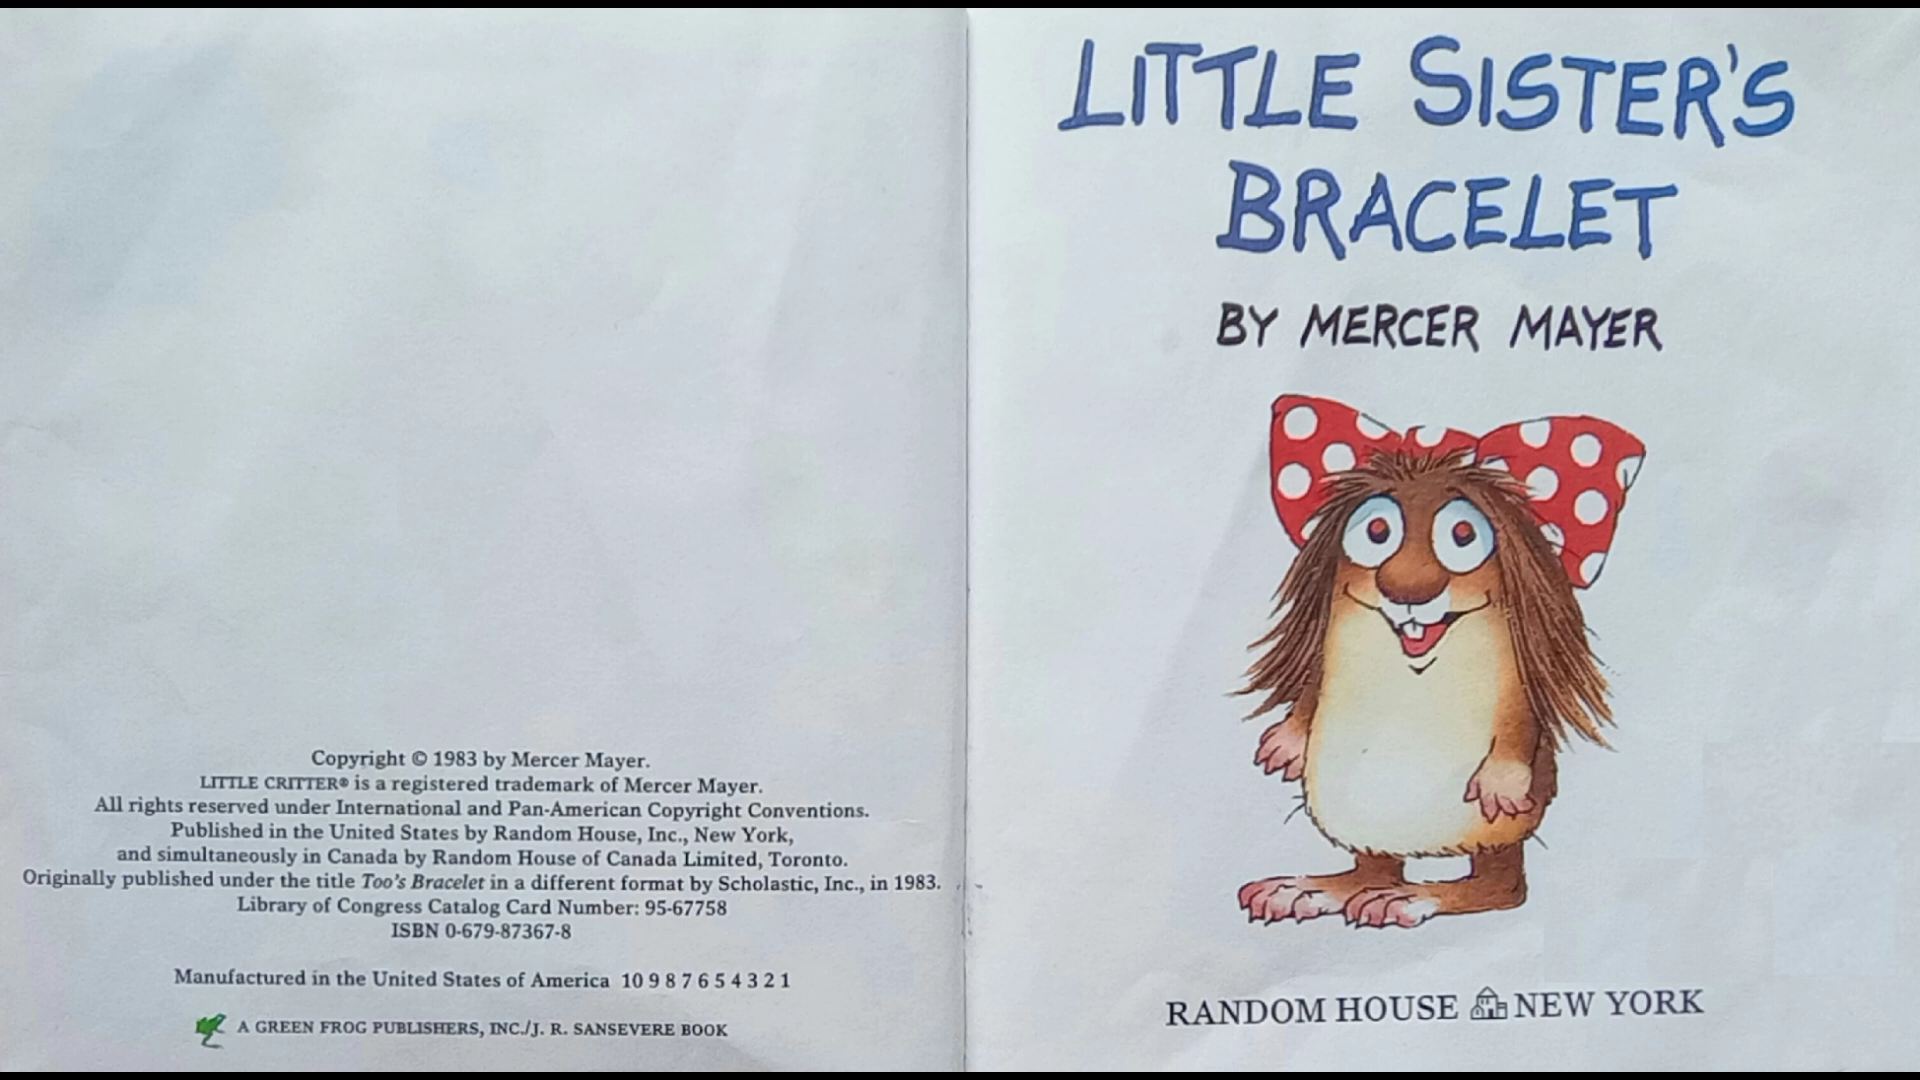 Copyright © 1983 by Mercer Mayer.
LITTLE CRITTER® is a registered trademark of Mercer Mayer.
All rights reserved under International and Pan-American Copyright Conventions.
Published in the United States by Random House, Inc., New York,
and simultaneously in Canada by Random House of Canada Limited, Toronto.
Originally published under the title Too's Bracelet in a different format by Scholastic, Inc., in 1983.
Library of Congress Catalog Card Number: 95-67758
ISBN 0-679-87367-8
Manufactured in the United States of America 10 9 8 7 6 5 4 3 2 1
A GREEN FROG PUBLISHERS, INC./J. R. SANSEVERE BOOK
LITTLE SISTER'S
BRACELET
BY MERCER MAYER
RANDOM HOUSE NEW YORK